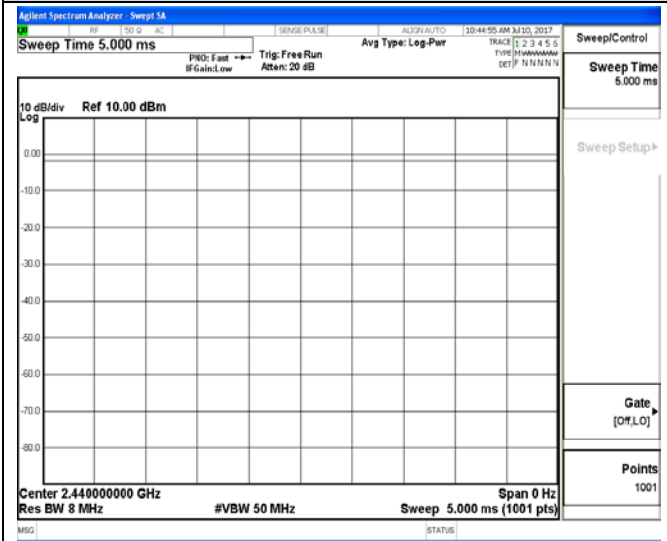 Agilent Spectrum Analyzer - Swept SA
RF 50 Ω AC SENSE:PULSE ALIGN AUTO 10:44:55 AM Jul 10, 2017
Sweep Time 5.000 ms
PNO: Fast
IFGain:Low
Trig: Free Run
Atten: 20 dB
Avg Type: Log-Pwr
TRACE 1 2 3 4 5 6
TYPE M WWWWW
DET P N N N N N
Sweep/Control
Sweep Time
5.000 ms
Sweep Setup
10 dB/div Ref 10.00 dBm
Log
0.00
-10.0
-20.0
-30.0
-40.0
-50.0
-60.0
-70.0
-80.0
Gate
[Off,LO]
Points
1001
Center 2.440000000 GHz Span 0 Hz
Res BW 8 MHz #VBW 50 MHz Sweep 5.000 ms (1001 pts)
MSG STATUS